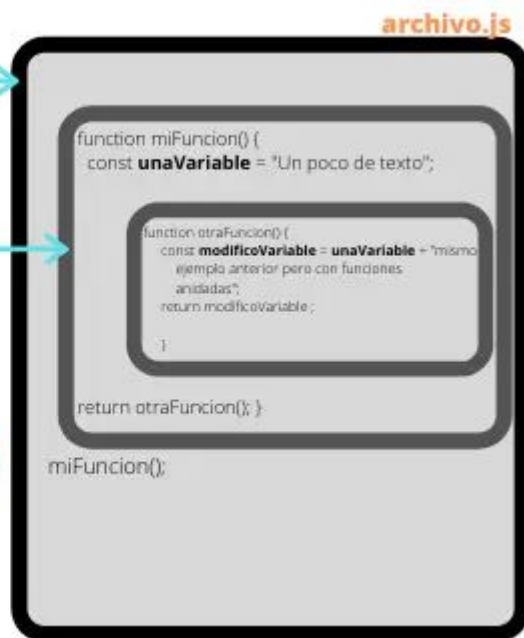 archivo.js
function miFuncion() {
const unaVariable = "Un poco de texto";
function otraFuncion() {
const modificoVariable = unaVariable + "mismo
ejemplo anterior pero con funciones
anidadas";
return modificoVariable ;
}
return otraFuncion(); }
miFuncion();